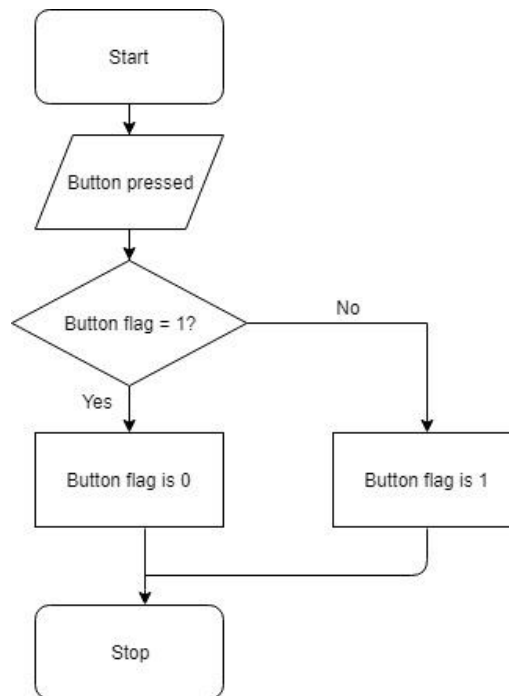 Start
Button pressed
Button flag = 1?
No
Yes
Button flag is 0
Button flag is 1
Stop